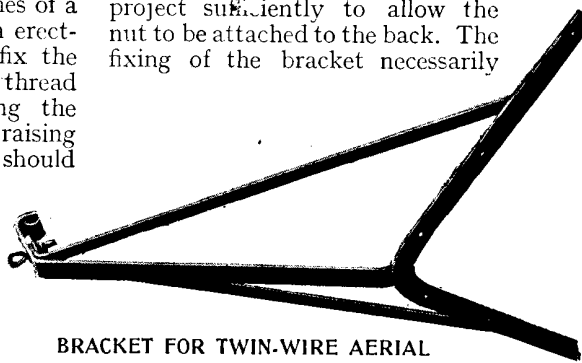 nes of a
erect-
fix the
thread
ng the
raising
should
project sufficiently to allow the
nut to be attached to the back. The
fixing of the bracket necessarily
BRACKET FOR TWIN-WIRE AERIAL